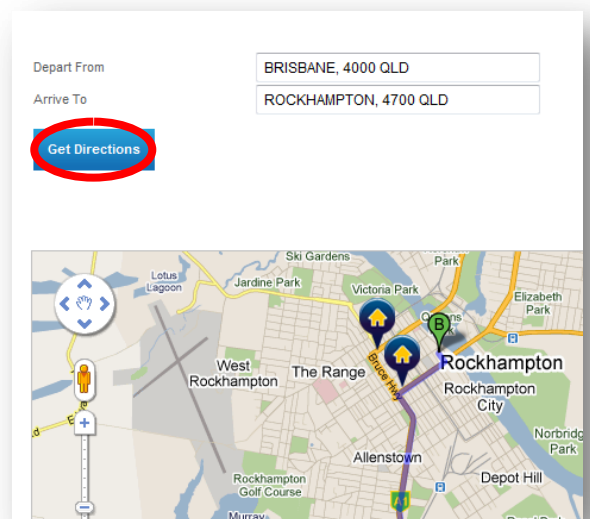 Depart From
BRISBANE, 4000 QLD
Arrive To
ROCKHAMPTON, 4700 QLD
Get Directions
Ski Gardens
Park
Lotus
Lagoon
Jardine Park
Victoria Park
Elizabeth
Park
B
Bruce Hwy
Rockhampton
West
Rockhampton
The Range
Rockhampton
City
Norbridg
Park
Allenstown
Rockhampton
Golf Course
Depot Hill
A1
Murray